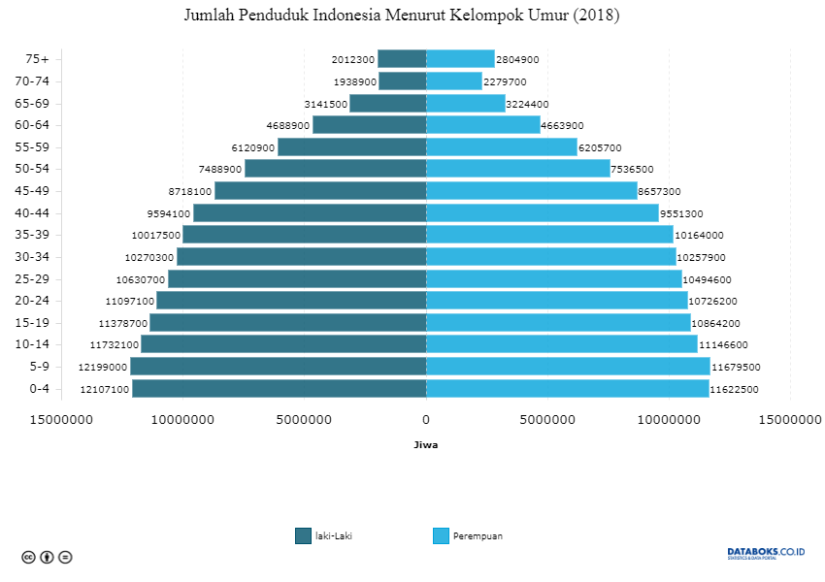 Jumlah Penduduk Indonesia Menurut Kelompok Umur (2018)
75+ 2012300 2804900
70-74 1938900 2279700
65-69 3141500 3224400
60-64 4688900 4663900
55-59 6120900 6205700
50-54 7488900 7536500
45-49 8718100 8657300
40-44 9594100 9551300
35-39 10017500 10164000
30-34 10270300 10257900
25-29 10630700 10494600
20-24 11097100 10726200
15-19 11378700 10864200
10-14 11732100 11146600
5-9 12199000 11679500
0-4 12107100 11622500
15000000 10000000 5000000 0 5000000 10000000 15000000
Jiwa
laki-Laki Perempuan
cc
DATABOKS.CO.ID
STATISTICS & DATA PORTAL